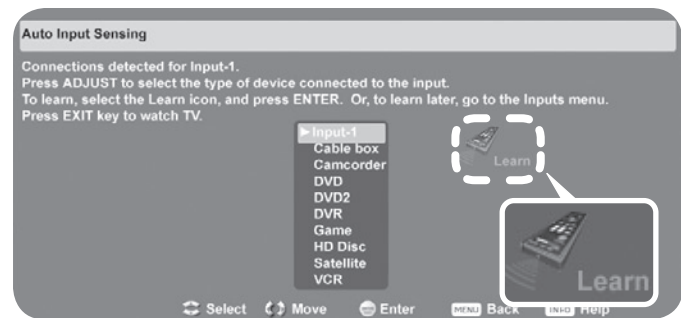 Auto Input Sensing
Connections detected for Input-1.
Press ADJUST to select the type of device connected to the input.
To learn, select the Learn icon, and press ENTER. Or, to learn later, go to the Inputs menu.
Press EXIT key to watch TV.
Input-1
Cable box
Camcorder
DVD
DVD2
DVR
Game
HD Disc
Satellite
VCR
Learn
Learn
Select Move Enter MENU Back INFO Help